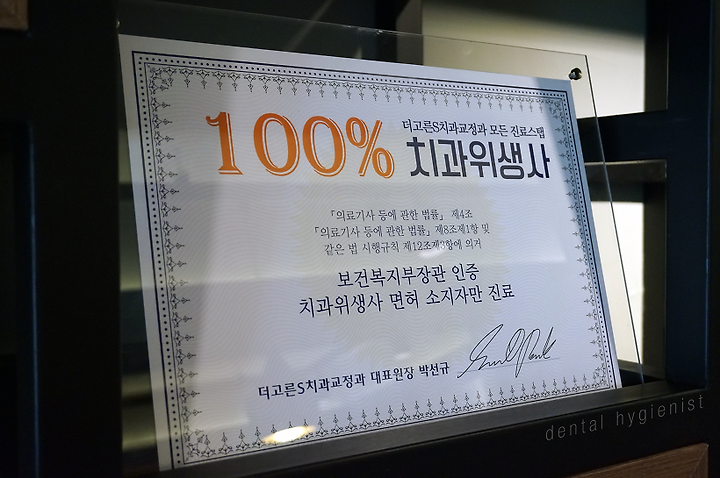 100% 더고른S치과교정과 모든 진료스탭
치과위생사
「의료기사 등에 관한 법률」 제4조
「의료기사 등에 관한 법률」 제8조제1항 및
같은 법 시행규칙 제12조제3항에 의거
보건복지부장관 인증
치과위생사 면허 소지자만 진료
더고른S치과교정과 대표원장 박선규
dental hygienist